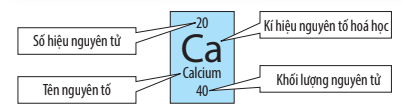 Số hiệu nguyên tử
20
Kí hiệu nguyên tố hoá học
Ca
Calcium
Tên nguyên tố
40
Khối lượng nguyên tử